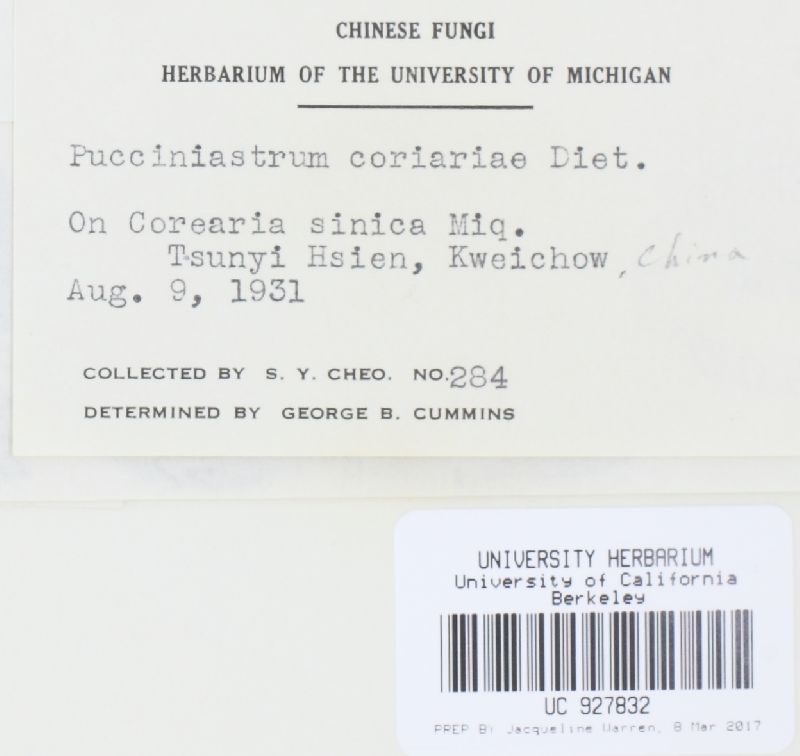 CHINESE FUNGI
HERBARIUM OF THE UNIVERSITY OF MICHIGAN
Pucciniastrum coriariae Diet.
On Corearia sinica Miq.
Tsunyi Hsien, Kweichow, China
Aug. 9, 1931
COLLECTED BY S. Y. CHEO. NO. 284
DETERMINED BY GEORGE B. CUMMINS
UNIVERSITY HERBARIUM
University of California
Berkeley
UC 927832
PREP BY Jacqueline Warren, 8 Mar 2017